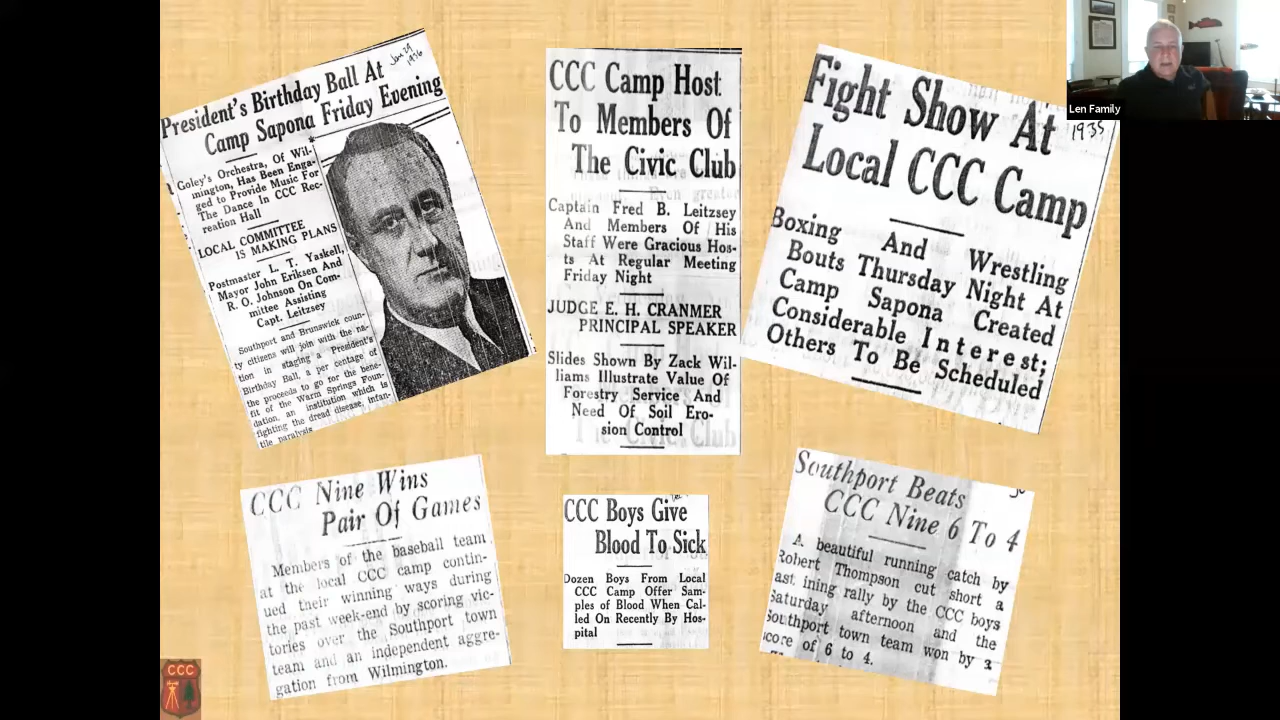 President's Birthday Ball At
Camp Sapona Friday Evening
Jan 29
1936
Goley's Orchestra, Of Wil-
mington, Has Been Enga-
ged to Provide Music For
The Dance In CCC Rec-
reation Hall
LOCAL COMMITTEE
IS MAKING PLANS
Postmaster L. T. Yaskell,
Mayor John Eriksen And
R. O. Johnson On Com-
mittee Assisting
Capt. Leitzsey
Southport and Brunswick coun-
ty citizens will join with the na-
tion in staging a President's
Birthday Ball, a per centage of
the proceeds to go for the bene-
fit of the Warm Springs Foun-
dation, an institution which is
fighting the dread disease, infan-
tile paralysis
CCC Camp Host
To Members Of
The Civic Club
Captain Fred B. Leitzsey
And Members Of His
Staff Were Gracious Hos-
ts At Regular Meeting
Friday Night
JUDGE E. H. CRANMER
PRINCIPAL SPEAKER
Slides Shown By Zack Wil-
liams Illustrate Value Of
Forestry Service And
Need Of Soil Ero-
sion Control
Fight Show At
Local CCC Camp
1935
Boxing And Wrestling
Bouts Thursday Night At
Camp Sapona Created
Considerable Interest;
Others To Be Scheduled
CCC Nine Wins
Pair Of Games
Members of the baseball team
at the local CCC camp contin-
ued their winning ways during
the past week-end by scoring vic-
tories over the Southport town
team and an independent aggre-
gation from Wilmington.
CCC Boys Give
Blood To Sick
Dozen Boys From Local
CCC Camp Offer Sam-
ples of Blood When Cal-
led On Recently By Hos-
pital
Southport Beats
CCC Nine 6 To 4
A beautiful running catch by
Robert Thompson cut short a
last ining rally by the CCC boys
Saturday afternoon and the
Southport town team won by a
score of 6 to 4.
CCC
Len Family